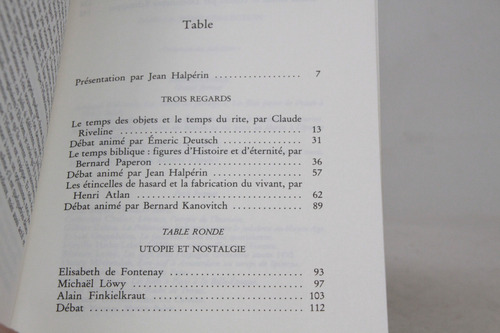 Table
Présentation par Jean Halpérin . . . . . . . . . . . . . . . . . 7
TROIS REGARDS
Le temps des objets et le temps du rite, par Claude
Riveline . . . . . . . . . . . . . . . . . . . . . . . . . . . . . 13
Débat animé par Émeric Deutsch . . . . . . . . . . . . . . 31
Le temps biblique : figures d'Histoire et d'éternité, par
Bernard Paperon . . . . . . . . . . . . . . . . . . . . . . 36
Débat animé par Jean Halpérin . . . . . . . . . . . . . . . 57
Les étincelles de hasard et la fabrication du vivant, par
Henri Atlan . . . . . . . . . . . . . . . . . . . . . . . . . . 62
Débat animé par Bernard Kanovitch . . . . . . . . . . . . 89
TABLE RONDE
UTOPIE ET NOSTALGIE
Elisabeth de Fontenay . . . . . . . . . . . . . . . . . . . . . 93
Michaël Löwy . . . . . . . . . . . . . . . . . . . . . . . . . . 97
Alain Finkielkraut . . . . . . . . . . . . . . . . . . . . . . . 103
Débat . . . . . . . . . . . . . . . . . . . . . . . . . . . . . . . 112